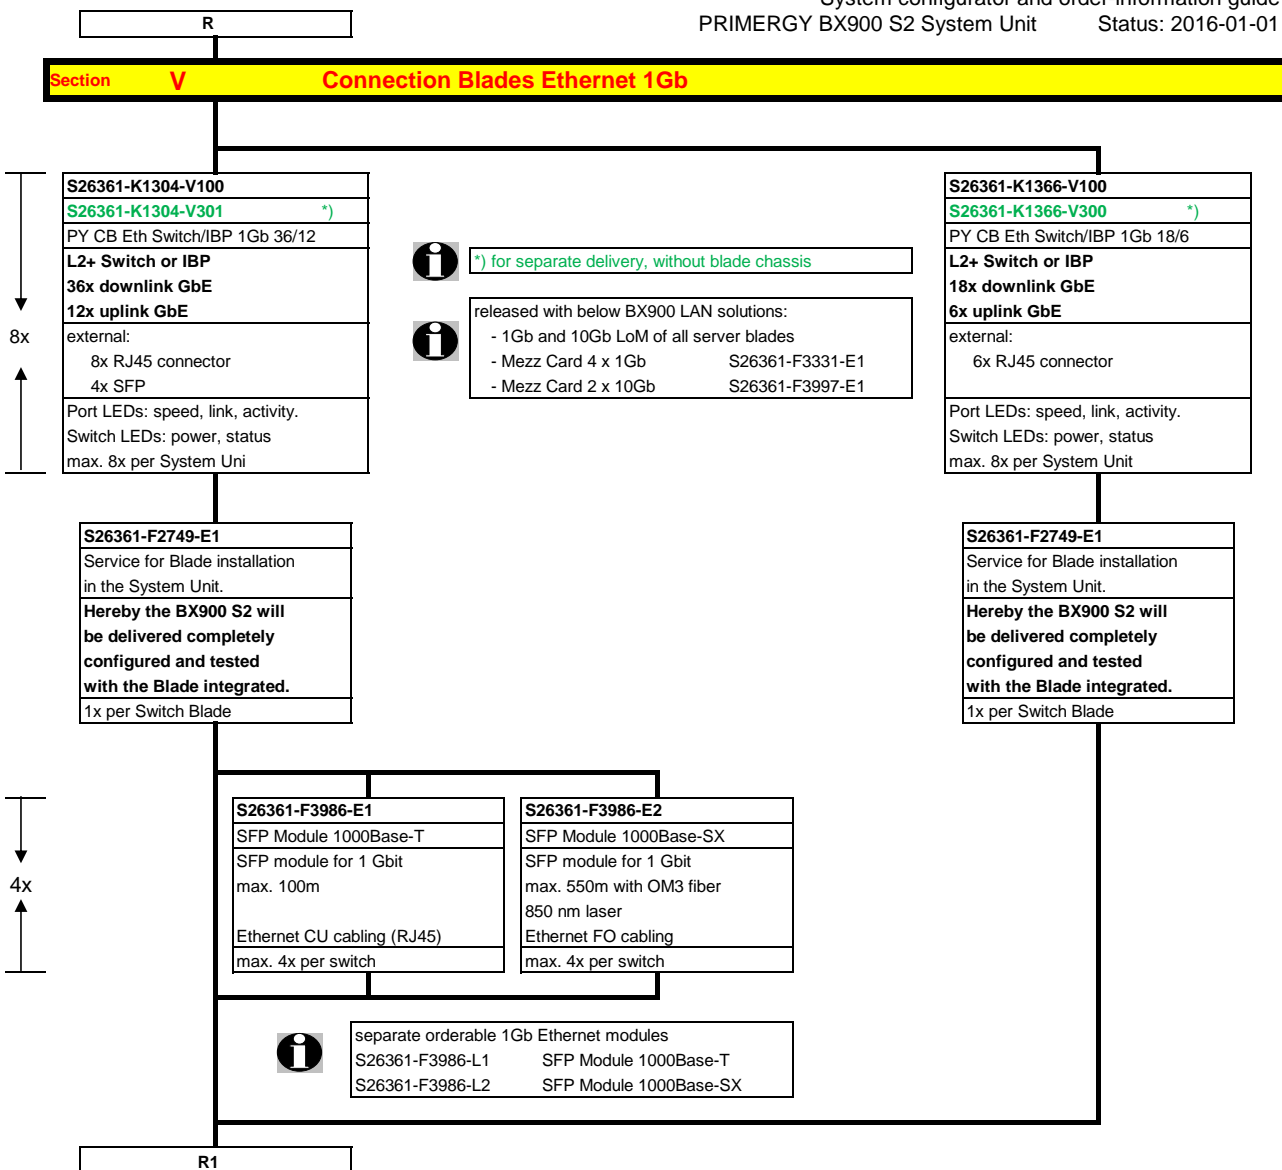 System configurator and order information guide
PRIMERGY BX900 S2 System Unit Status: 2016-01-01
R
Section V Connection Blades Ethernet 1Gb
S26361-K1304-V100
S26361-K1304-V301 *)
PY CB Eth Switch/IBP 1Gb 36/12
L2+ Switch or IBP
36x downlink GbE
12x uplink GbE
external:
8x RJ45 connector
4x SFP
Port LEDs: speed, link, activity.
Switch LEDs: power, status
max. 8x per System Uni
8x
*) for separate delivery, without blade chassis
released with below BX900 LAN solutions:
- 1Gb and 10Gb LoM of all server blades
- Mezz Card 4 x 1Gb S26361-F3331-E1
- Mezz Card 2 x 10Gb S26361-F3997-E1
S26361-K1366-V100
S26361-K1366-V300 *)
PY CB Eth Switch/IBP 1Gb 18/6
L2+ Switch or IBP
18x downlink GbE
6x uplink GbE
external:
6x RJ45 connector
Port LEDs: speed, link, activity.
Switch LEDs: power, status
max. 8x per System Unit
S26361-F2749-E1
Service for Blade installation
in the System Unit.
Hereby the BX900 S2 will
be delivered completely
configured and tested
with the Blade integrated.
1x per Switch Blade
S26361-F2749-E1
Service for Blade installation
in the System Unit.
Hereby the BX900 S2 will
be delivered completely
configured and tested
with the Blade integrated.
1x per Switch Blade
4x
S26361-F3986-E1
SFP Module 1000Base-T
SFP module for 1 Gbit
max. 100m
Ethernet CU cabling (RJ45)
max. 4x per switch
S26361-F3986-E2
SFP Module 1000Base-SX
SFP module for 1 Gbit
max. 550m with OM3 fiber
850 nm laser
Ethernet FO cabling
max. 4x per switch
separate orderable 1Gb Ethernet modules
S26361-F3986-L1 SFP Module 1000Base-T
S26361-F3986-L2 SFP Module 1000Base-SX
R1